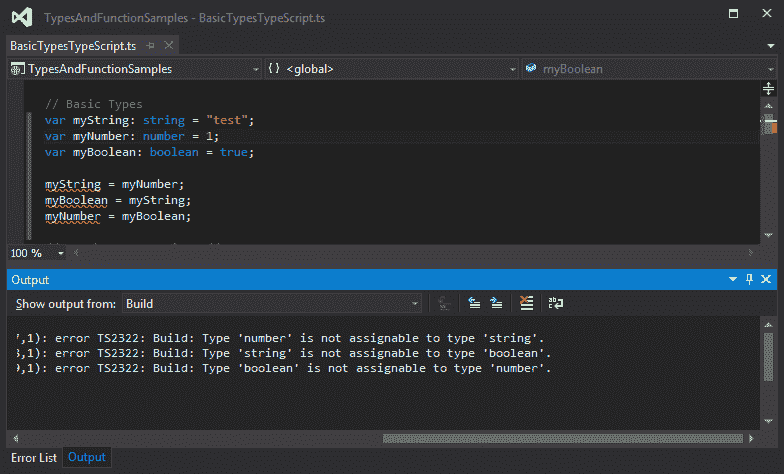 TypesAndFunctionSamples - BasicTypesTypeScript.ts
BasicTypesTypeScript.ts
TypesAndFunctionSamples
{} <global>
myBoolean
// Basic Types
var myString: string = "test";
var myNumber: number = 1;
var myBoolean: boolean = true;
myString = myNumber;
myBoolean = myString;
myNumber = myBoolean;
100 %
Output
Show output from: Build
,1): error TS2322: Build: Type 'number' is not assignable to type 'string'.
,1): error TS2322: Build: Type 'string' is not assignable to type 'boolean'.
,1): error TS2322: Build: Type 'boolean' is not assignable to type 'number'.
Error List
Output